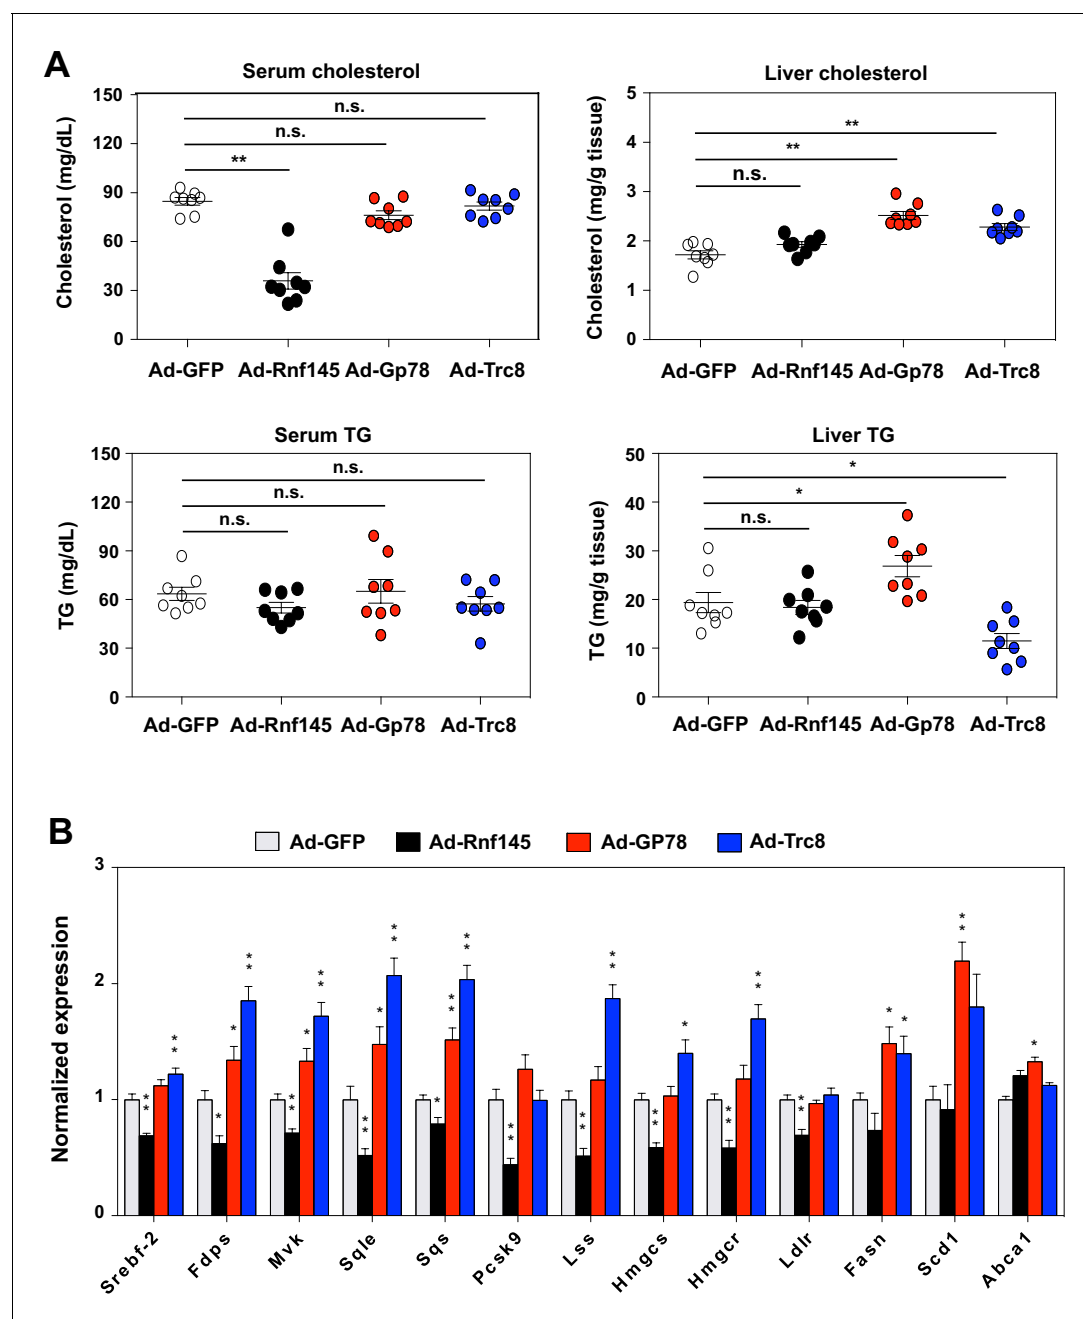 A
Serum cholesterol
Liver cholesterol
Cholesterol (mg/dL)
150
120
90
60
30
0
n.s.
n.s.
**
Ad-GFP Ad-Rnf145 Ad-Gp78 Ad-Trc8
Cholesterol (mg/g tissue)
5
4
3
2
1
0
**
**
n.s.
Ad-GFP Ad-Rnf145 Ad-Gp78 Ad-Trc8
Serum TG
Liver TG
TG (mg/dL)
150
120
90
60
30
0
n.s.
n.s.
n.s.
Ad-GFP Ad-Rnf145 Ad-Gp78 Ad-Trc8
TG (mg/g tissue)
50
40
30
20
10
0
*
*
n.s.
Ad-GFP Ad-Rnf145 Ad-Gp78 Ad-Trc8
B
Ad-GFP Ad-Rnf145 Ad-GP78 Ad-Trc8
Normalized expression
3
2
1
0
** ** * * ** ** * ** ** * ** * ** ** ** ** ** ** * ** ** ** * * ** *
Srebf-2 Fdps Mvk Sqle Sqs Pcsk9 Lss Hmgcs Hmgcr Ldlr Fasn Scd1 Abca1